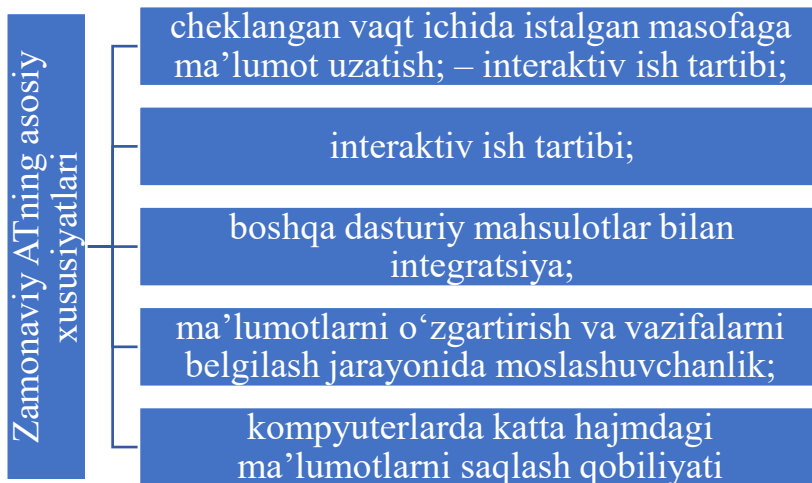 Zamonaviy ATning asosiy
xususiyatlari
cheklangan vaqt ichida istalgan masofaga
ma’lumot uzatish; – interaktiv ish tartibi;
interaktiv ish tartibi;
boshqa dasturiy mahsulotlar bilan
integratsiya;
ma’lumotlarni o‘zgartirish va vazifalarni
belgilash jarayonida moslashuvchanlik;
kompyuterlarda katta hajmdagi
ma’lumotlarni saqlash qobiliyati